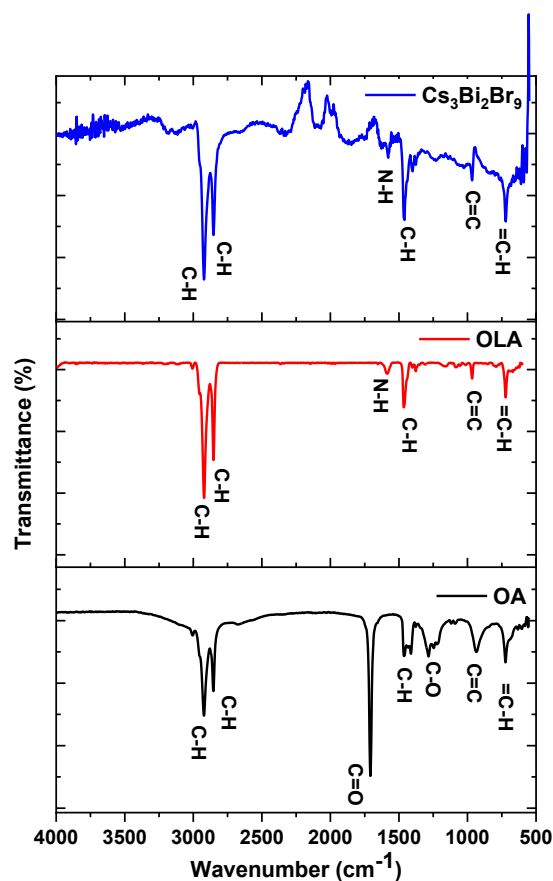 Cs₃Bi₂Br₉
N-H
C-H
C=C
=C-H
C-H
C-H
OLA
N-H
C-H
C=C
=C-H
C-H
C-H
OA
C-H
C-O
C=C
=C-H
C-H
C-H
C=O
Transmittance (%)
4000 3500 3000 2500 2000 1500 1000 500
Wavenumber (cm⁻¹)